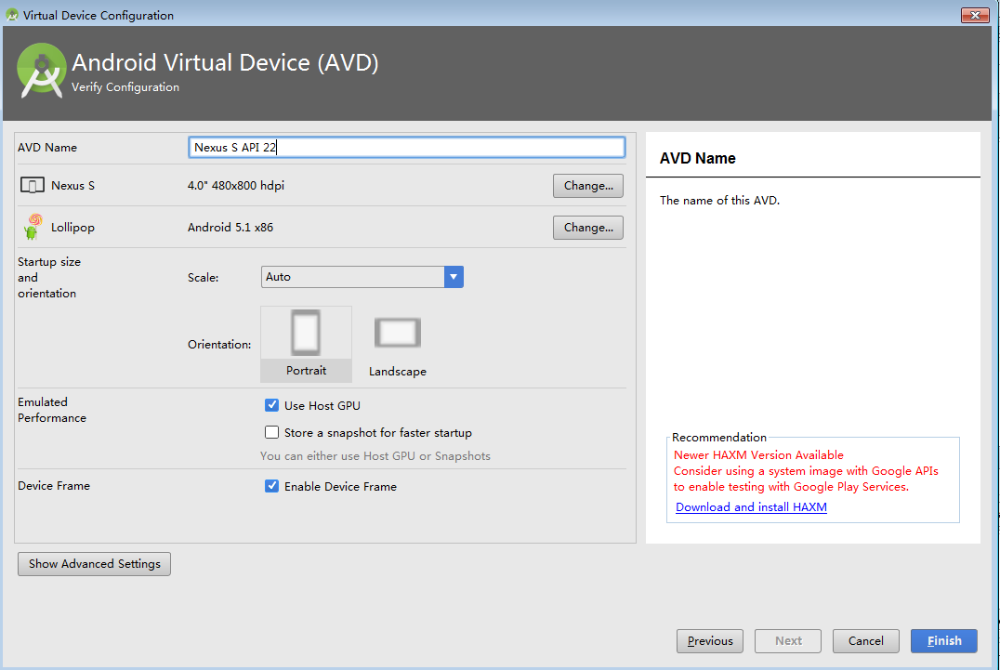 Virtual Device Configuration
Android Virtual Device (AVD)
Verify Configuration
AVD Name
Nexus S API 22
Nexus S
4.0" 480x800 hdpi
Change...
Lollipop
Android 5.1 x86
Change...
Startup size
and
orientation
Scale:
Auto
Orientation:
Portrait
Landscape
Emulated
Performance
Use Host GPU
Store a snapshot for faster startup
You can either use Host GPU or Snapshots
Device Frame
Enable Device Frame
Show Advanced Settings
AVD Name
The name of this AVD.
Recommendation
Newer HAXM Version Available
Consider using a system image with Google APIs
to enable testing with Google Play Services.
Download and install HAXM
Previous
Next
Cancel
Finish